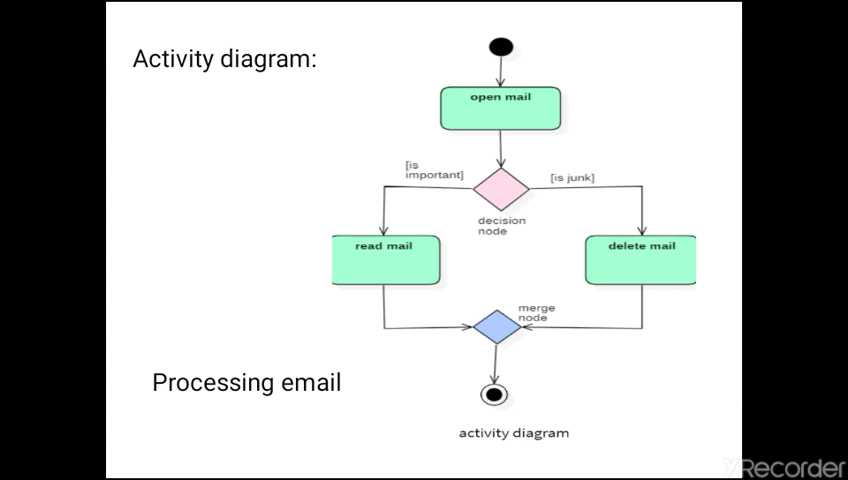 Activity diagram:
open mail
[is
important]
[is junk]
decision
node
read mail
delete mail
merge
node
Processing email
activity diagram
XRecorder